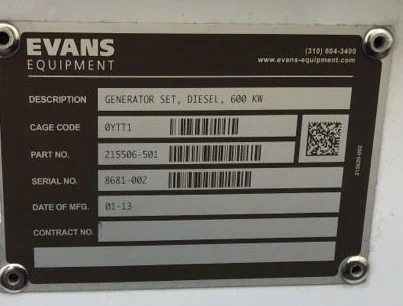 EVANS
EQUIPMENT
(310) 604-3400
www.evans-equipment.com
DESCRIPTION GENERATOR SET, DIESEL, 600 KW
CAGE CODE 0YTT1
PART NO. 215506-501
SERIAL NO. 8681-002
DATE OF MFG. 01-13
CONTRACT NO.